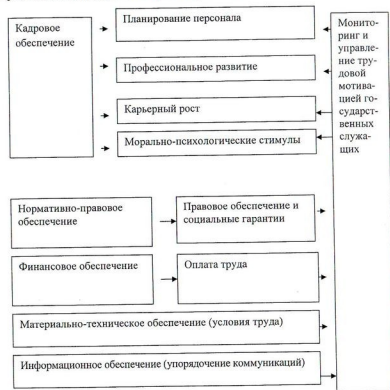 Кадровое
обеспечение
Планирование персонала
Профессиональное развитие
Карьерный рост
Морально-психологические стимулы
Монито-
ринг и
управле-
ние тру-
довой
мотива-
цией го-
сударст-
венных
служа-
щих
Нормативно-правовое
обеспечение
Правовое обеспечение и
социальные гарантии
Финансовое обеспечение
Оплата труда
Материально-техническое обеспечение (условия труда)
Информационное обеспечение (упорядочение коммуникаций)